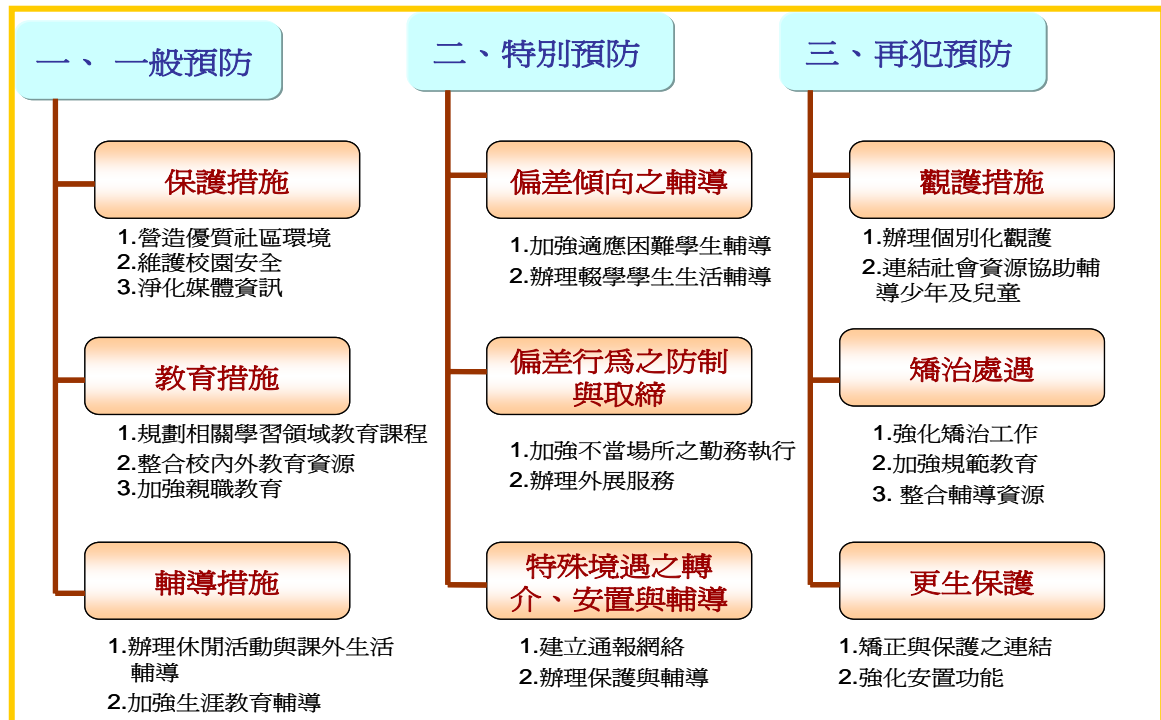 一、 一般預防
保護措施
1.營造優質社區環境
2.維護校園安全
3.淨化媒體資訊
教育措施
1.規劃相關學習領域教育課程
2.整合校內外教育資源
3.加強親職教育
輔導措施
1.辦理休閒活動與課外生活
輔導
2.加強生涯教育輔導
二、特別預防
偏差傾向之輔導
1.加強適應困難學生輔導
2.辦理輟學學生生活輔導
偏差行為之防制
與取締
1.加強不當場所之勤務執行
2.辦理外展服務
特殊境遇之轉
介、安置與輔導
1.建立通報網絡
2.辦理保護與輔導
三、再犯預防
觀護措施
1.辦理個別化觀護
2.連結社會資源協助輔
導少年及兒童
矯治處遇
1.強化矯治工作
2.加強規範教育
3. 整合輔導資源
更生保護
1.矯正與保護之連結
2.強化安置功能